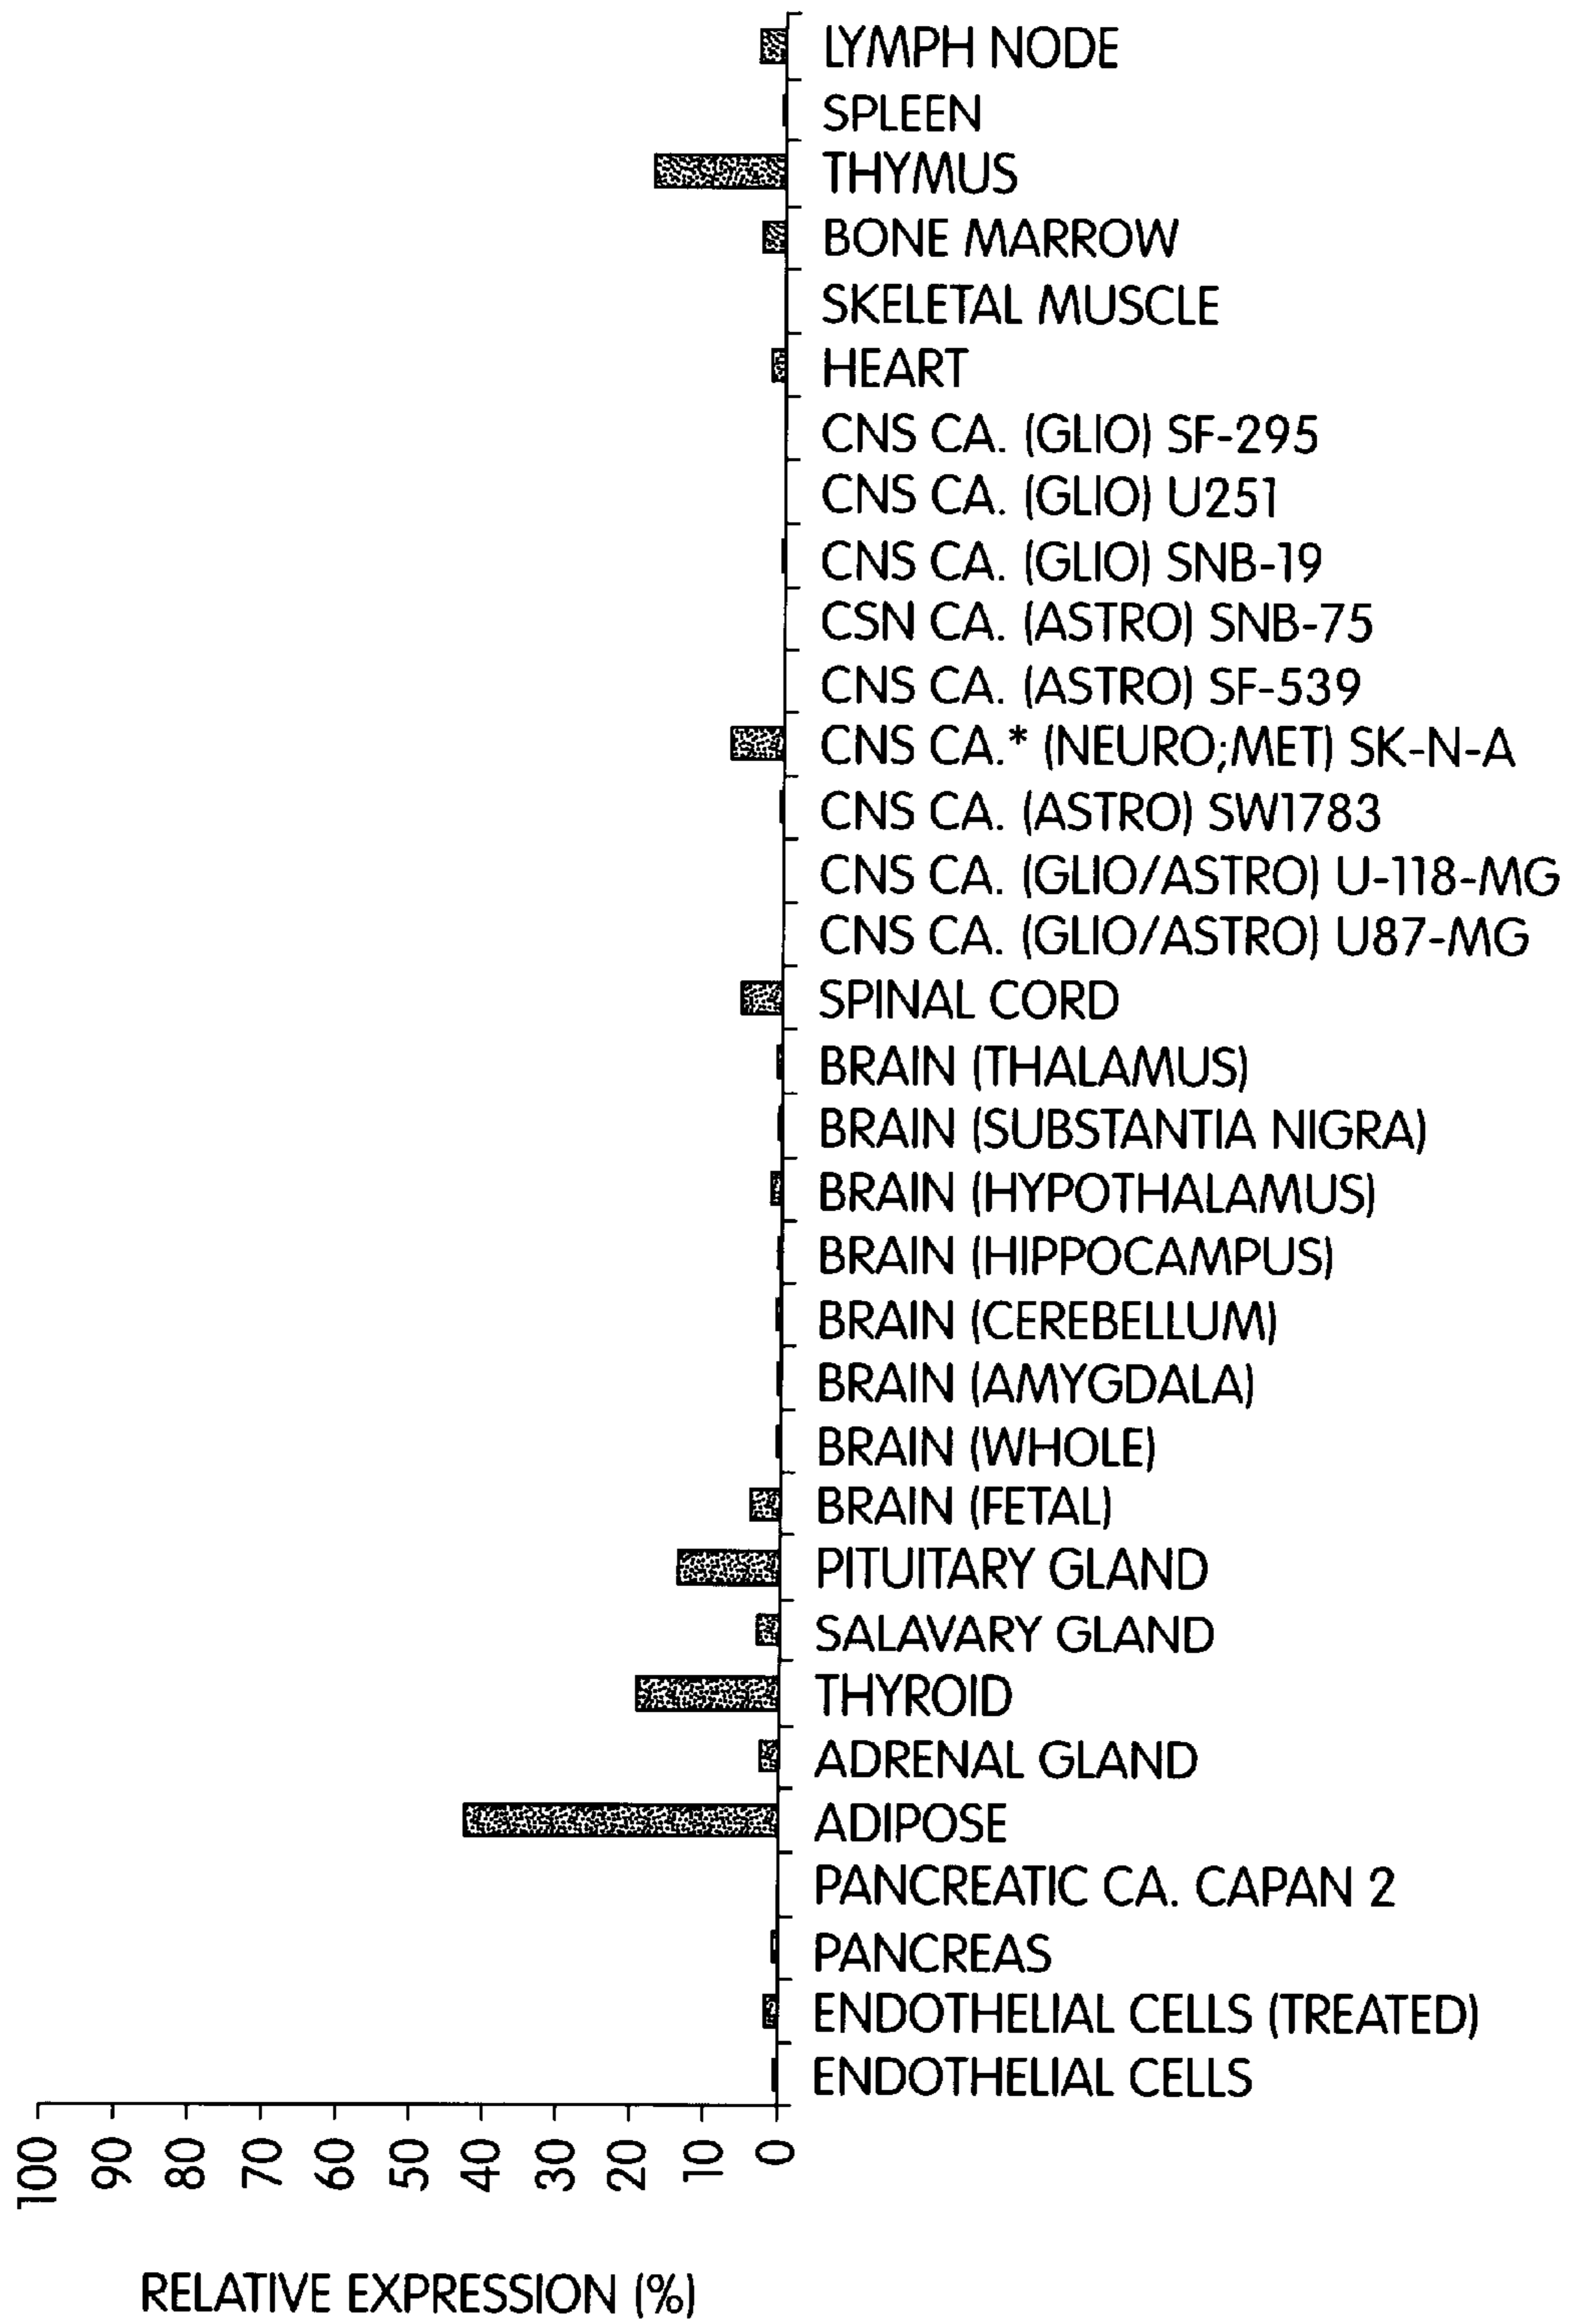 LYMPH NODE
SPLEEN
THYMUS
BONE MARROW
SKELETAL MUSCLE
HEART
CNS CA. (GLIO) SF-295
CNS CA. (GLIO) U251
CNS CA. (GLIO) SNB-19
CSN CA. (ASTRO) SNB-75
CNS CA. (ASTRO) SF-539
CNS CA.* (NEURO;MET) SK-N-A
CNS CA. (ASTRO) SW1783
CNS CA. (GLIO/ASTRO) U-118-MG
CNS CA. (GLIO/ASTRO) U87-MG
SPINAL CORD
BRAIN (THALAMUS)
BRAIN (SUBSTANTIA NIGRA)
BRAIN (HYPOTHALAMUS)
BRAIN (HIPPOCAMPUS)
BRAIN (CEREBELLUM)
BRAIN (AMYGDALA)
BRAIN (WHOLE)
BRAIN (FETAL)
PITUITARY GLAND
SALAVARY GLAND
THYROID
ADRENAL GLAND
ADIPOSE
PANCREATIC CA. CAPAN 2
PANCREAS
ENDOTHELIAL CELLS (TREATED)
ENDOTHELIAL CELLS
100 90 80 70 60 50 40 30 20 10 0
RELATIVE EXPRESSION (%)